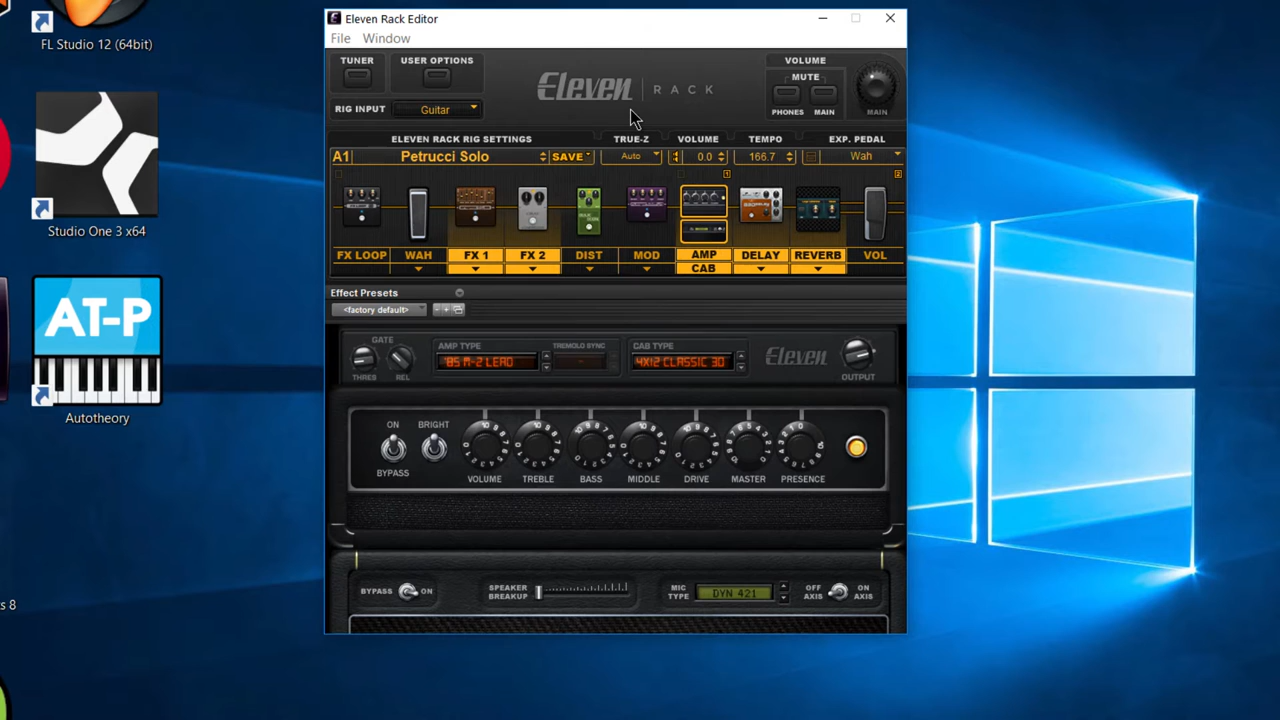 FL Studio 12 (64bit)
Studio One 3 x64
AT-P
Autotheory
s 8
Eleven Rack Editor
File Window
TUNER
USER OPTIONS
RIG INPUT
Guitar
Eleven RACK
VOLUME
MUTE
PHONES
MAIN
MAIN
ELEVEN RACK RIG SETTINGS
TRUE-Z
VOLUME
TEMPO
EXP. PEDAL
A1 Petrucci Solo SAVE Auto 0.0 166.7 Wah
1
2
FX LOOP WAH FX 1 FX 2 DIST MOD AMP DELAY REVERB VOL
CAB
Effect Presets
<factory default>
GATE
THRES
REL
AMP TYPE
TREMOLO SYNC
'85 M-2 LEAD
CAB TYPE
4X12 CLASSIC 30
Eleven
OUTPUT
ON
BYPASS
BRIGHT
VOLUME TREBLE BASS MIDDLE DRIVE MASTER PRESENCE
BYPASS ON
SPEAKER
BREAKUP
MIC
TYPE
DYN 421
OFF
AXIS
ON
AXIS